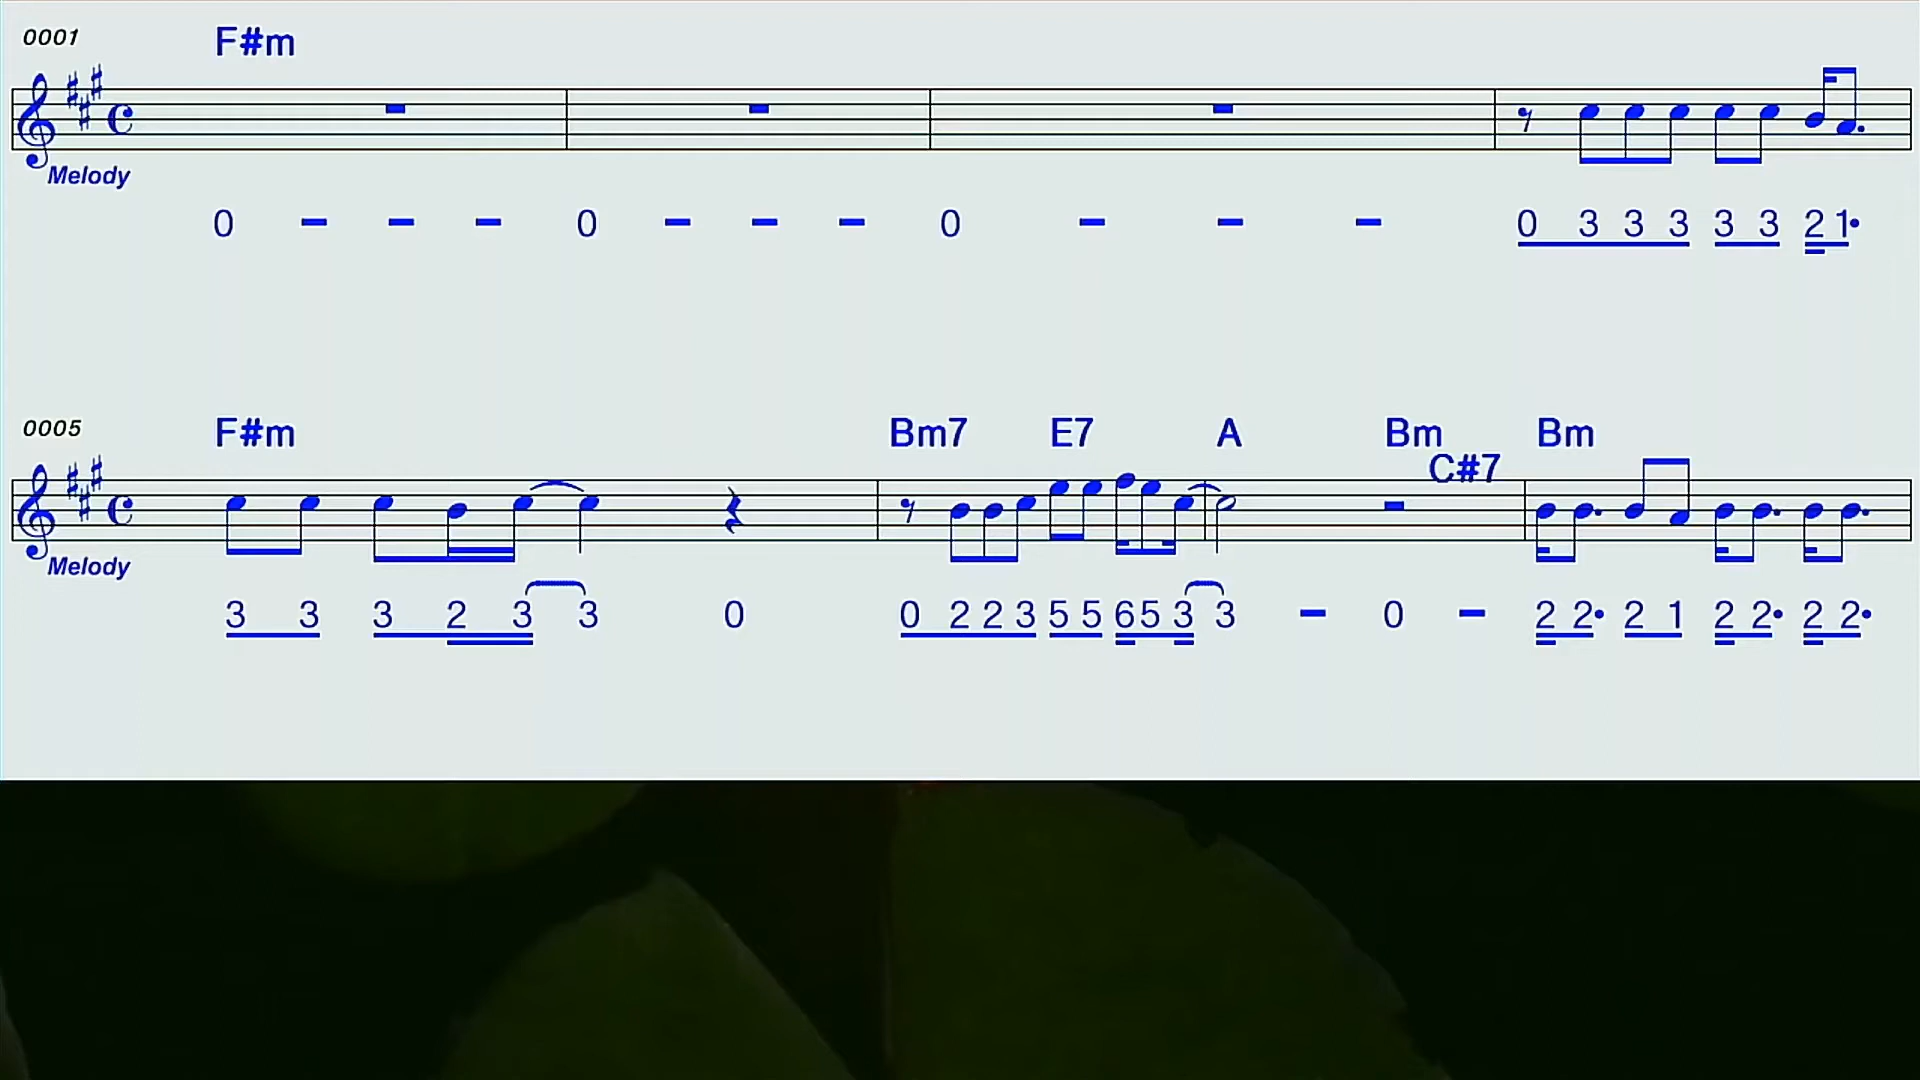 0001 F#m
Melody
0 - - - 0 - - - 0 - - - 0 3 3 3 3 3 2 1•
0005 F#m Bm7 E7 A Bm C#7 Bm
Melody
3 3 3 2 3 3 0 0 2 2 3 5 5 6 5 3 3 - 0 - 2 2• 2 1 2 2• 2 2•